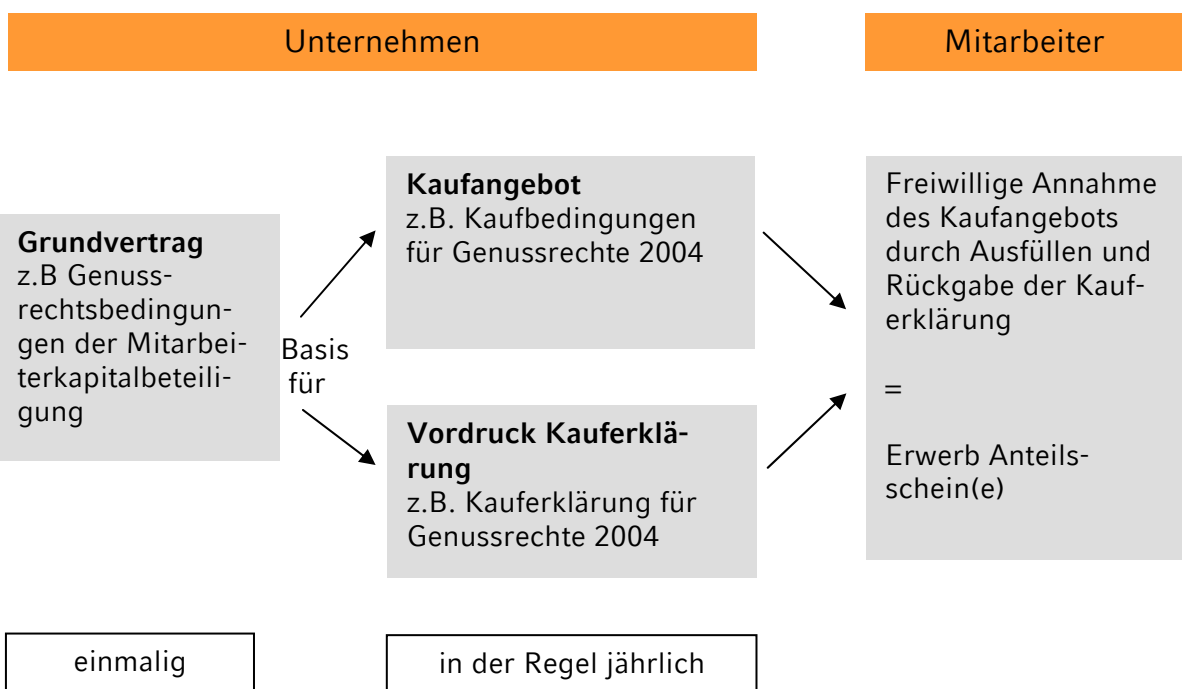 Unternehmen
Mitarbeiter
Grundvertrag
z.B Genuss-
rechtsbedingun-
gen der Mitarbei-
terkapitalbeteili-
gung
Basis
für
Kaufangebot
z.B. Kaufbedingungen
für Genussrechte 2004
Vordruck Kauferklä-
rung
z.B. Kauferklärung für
Genussrechte 2004
Freiwillige Annahme
des Kaufangebots
durch Ausfüllen und
Rückgabe der Kauf-
erklärung
=
Erwerb Anteils-
schein(e)
einmalig
in der Regel jährlich